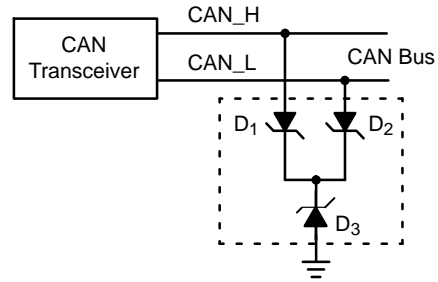 CAN_H
CAN
Transceiver
CAN_L
CAN Bus
D1
D2
D3